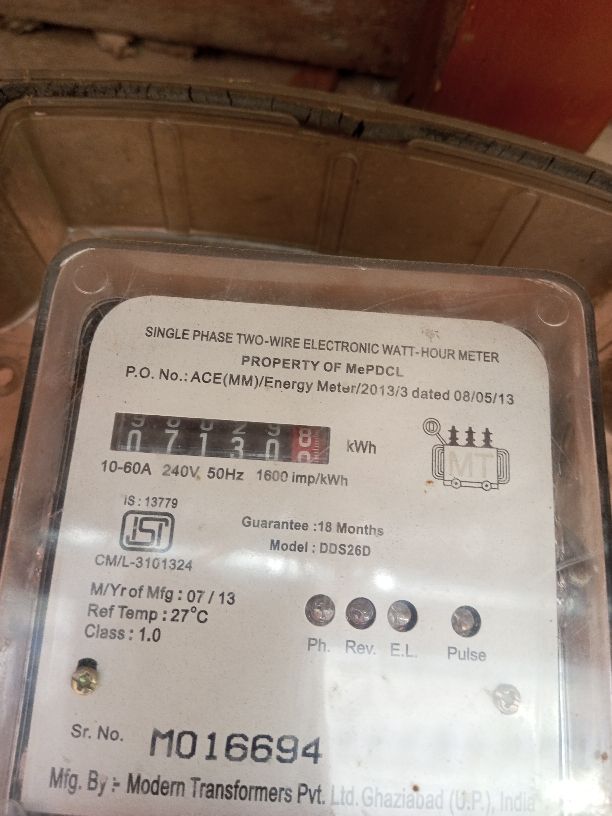 SINGLE PHASE TWO-WIRE ELECTRONIC WATT-HOUR METER
PROPERTY OF MePDCL
P.O. No.: ACE(MM)/Energy Meter/2013/3 dated 08/05/13
07130 8 kWh
MT
10-60A 240V, 50Hz 1600 imp/kWh
IS : 13779
ISI
CM/L-3101324
Guarantee :18 Months
Model : DDS26D
M/Yr of Mfg : 07 / 13
Ref Temp : 27°C
Class : 1.0
Ph. Rev. E.L. Pulse
Sr. No. M016694
Mfg. By :- Modern Transformers Pvt. Ltd. Ghaziabad (U.P.), India